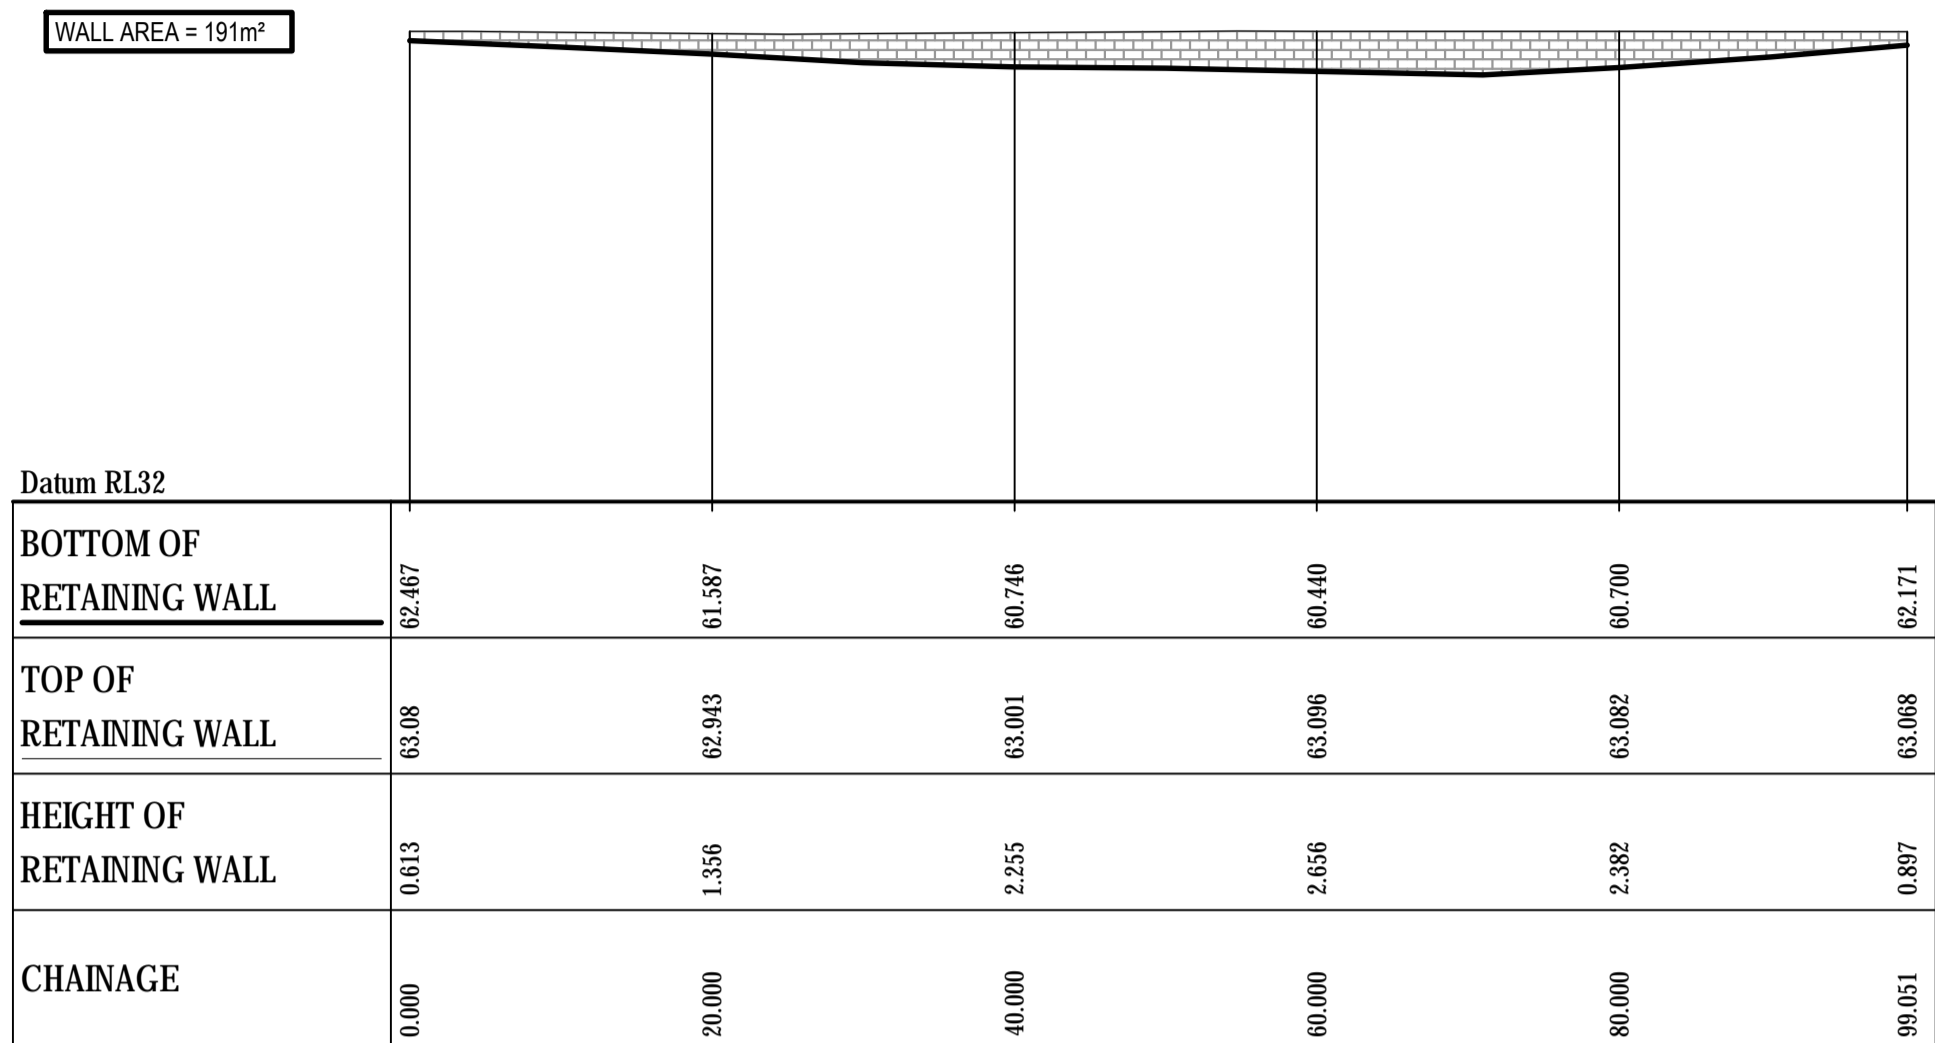 WALL AREA = 191m²
Datum RL32
BOTTOM OF
RETAINING WALL
62.467 61.587 60.746 60.440 60.700 62.171
TOP OF
RETAINING WALL
63.08 62.943 63.001 63.096 63.082 63.068
HEIGHT OF
RETAINING WALL
0.613 1.356 2.255 2.656 2.382 0.897
CHAINAGE
0.000 20.000 40.000 60.000 80.000 99.051